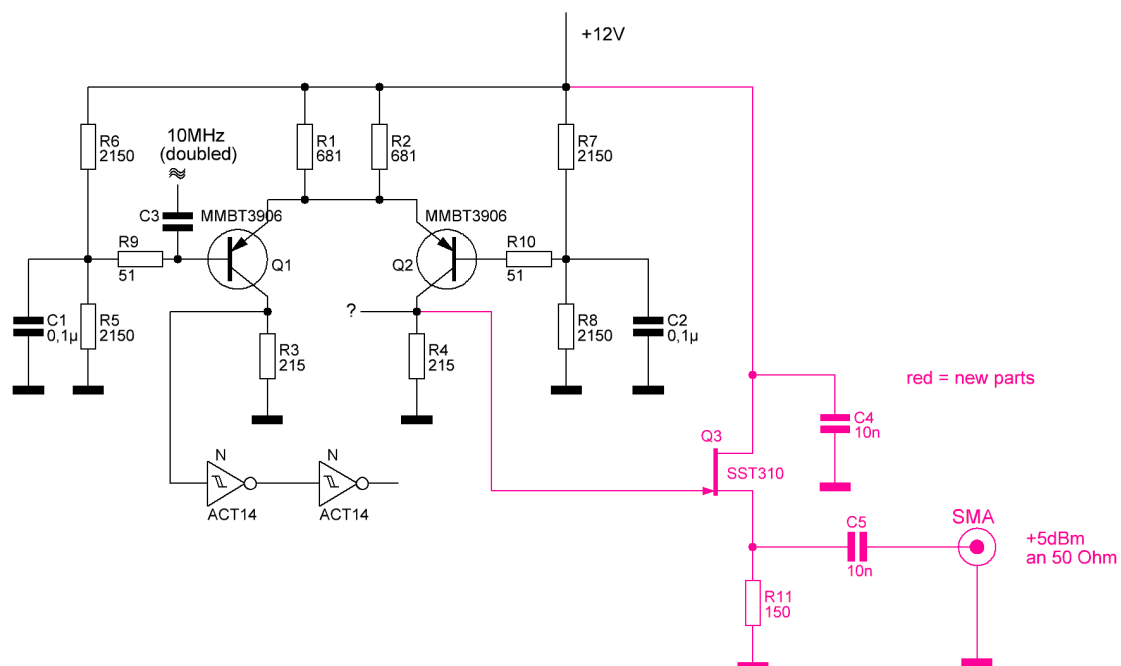 +12V
10MHz
(doubled)
R6
2150
R1
681
R2
681
R7
2150
C3
MMBT3906
MMBT3906
R9
51
Q1
Q2
R10
51
C1
0,1µ
R5
2150
?
R3
215
R4
215
R8
2150
C2
0,1µ
red = new parts
C4
10n
Q3
SST310
N
ACT14
N
ACT14
C5
10n
SMA
+5dBm
an 50 Ohm
R11
150